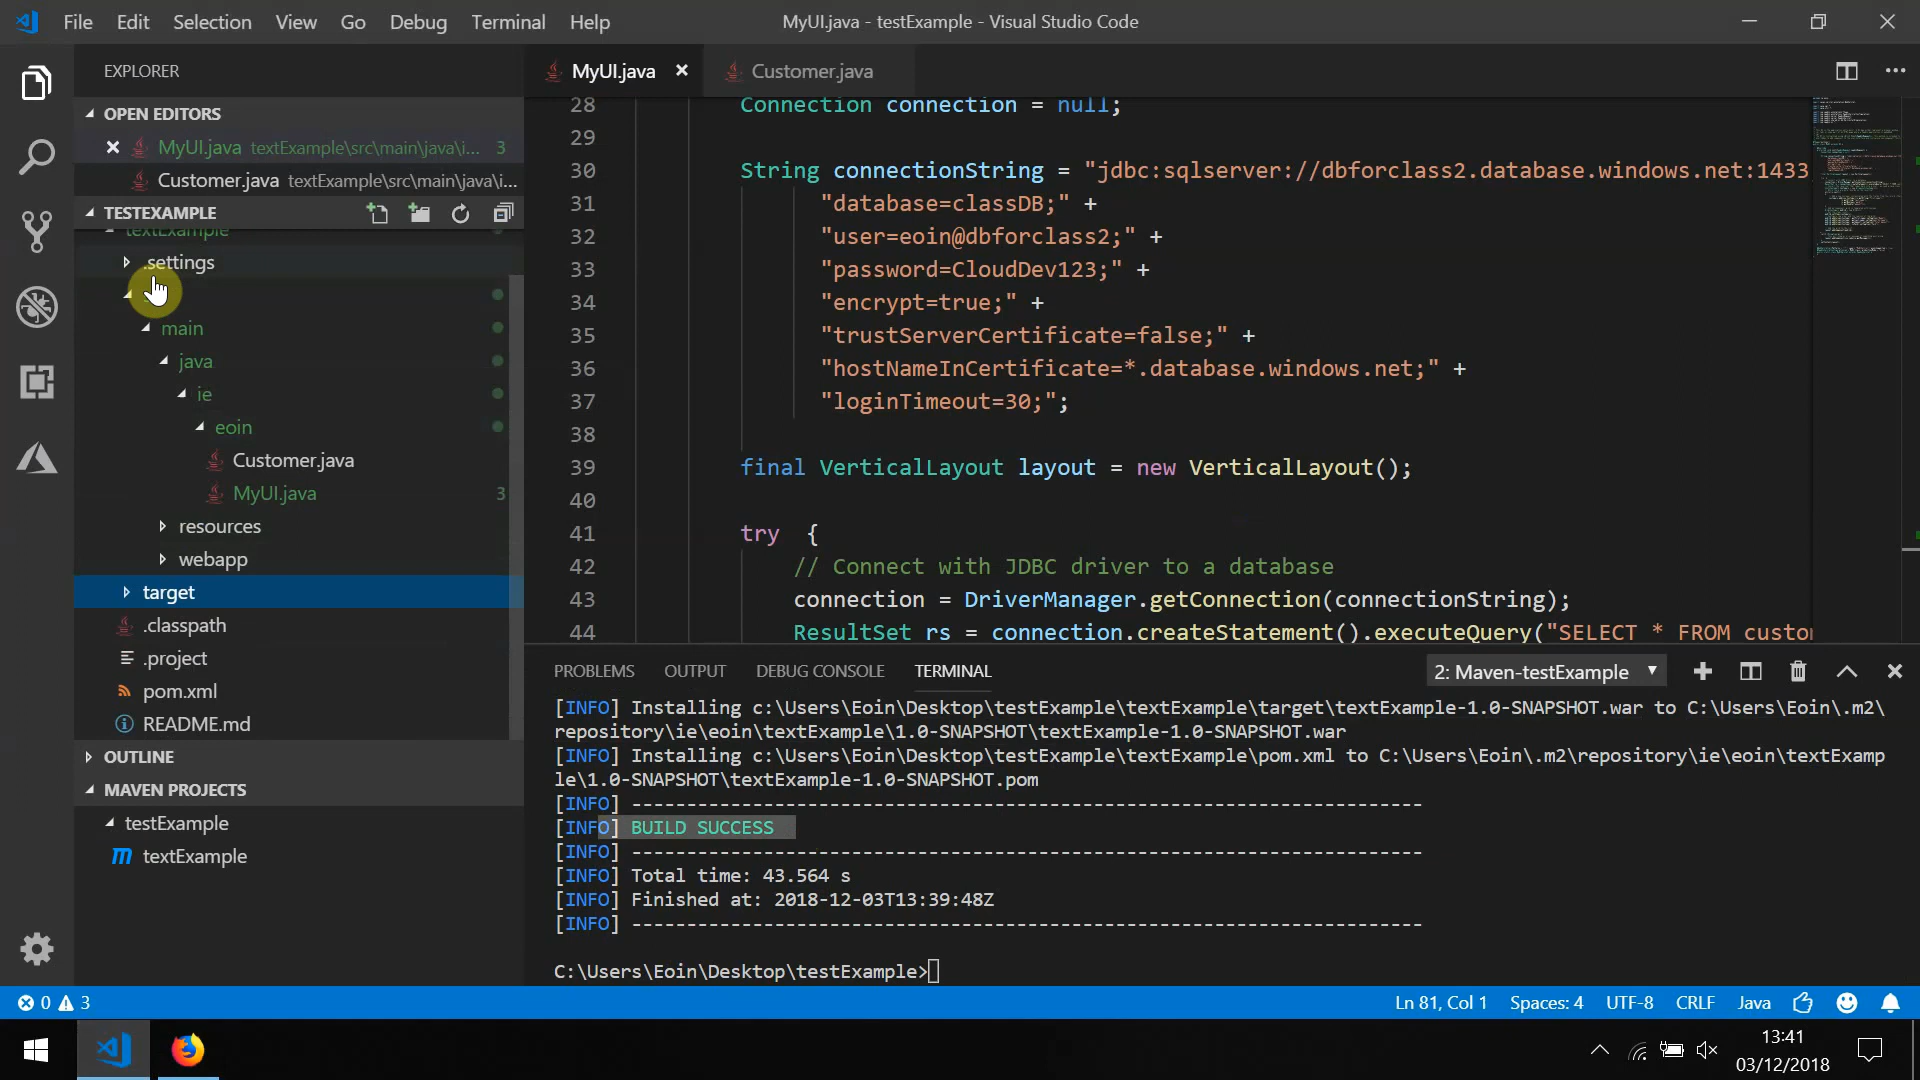 File Edit Selection View Go Debug Terminal Help
MyUI.java - testExample - Visual Studio Code
EXPLORER
OPEN EDITORS
MyUI.java textExample\src\main\java\i... 3
Customer.java textExample\src\main\java\i...
TESTEXAMPLE
textExample
.settings
main
java
ie
eoin
Customer.java
MyUI.java 3
resources
webapp
target
.classpath
.project
pom.xml
README.md
OUTLINE
MAVEN PROJECTS
testExample
textExample
MyUI.java
Customer.java
28 Connection connection = null;
29
30 String connectionString = "jdbc:sqlserver://dbforclass2.database.windows.net:1433
31 "database=classDB;" +
32 "user=eoin@dbforclass2;" +
33 "password=CloudDev123;" +
34 "encrypt=true;" +
35 "trustServerCertificate=false;" +
36 "hostNameInCertificate=*.database.windows.net;" +
37 "loginTimeout=30;";
38
39 final VerticalLayout layout = new VerticalLayout();
40
41 try {
42 // Connect with JDBC driver to a database
43 connection = DriverManager.getConnection(connectionString);
44 ResultSet rs = connection.createStatement().executeQuery("SELECT * FROM custo
PROBLEMS OUTPUT DEBUG CONSOLE TERMINAL
2: Maven-testExample
[INFO] Installing c:\Users\Eoin\Desktop\testExample\textExample\target\textExample-1.0-SNAPSHOT.war to C:\Users\Eoin\.m2\
repository\ie\eoin\textExample\1.0-SNAPSHOT\textExample-1.0-SNAPSHOT.war
[INFO] Installing c:\Users\Eoin\Desktop\testExample\textExample\pom.xml to C:\Users\Eoin\.m2\repository\ie\eoin\textExamp
le\1.0-SNAPSHOT\textExample-1.0-SNAPSHOT.pom
[INFO] ------------------------------------------------------------------------
[INFO] BUILD SUCCESS
[INFO] ------------------------------------------------------------------------
[INFO] Total time: 43.564 s
[INFO] Finished at: 2018-12-03T13:39:48Z
[INFO] ------------------------------------------------------------------------
C:\Users\Eoin\Desktop\testExample>
0 3
Ln 81, Col 1 Spaces: 4 UTF-8 CRLF Java
13:41
03/12/2018